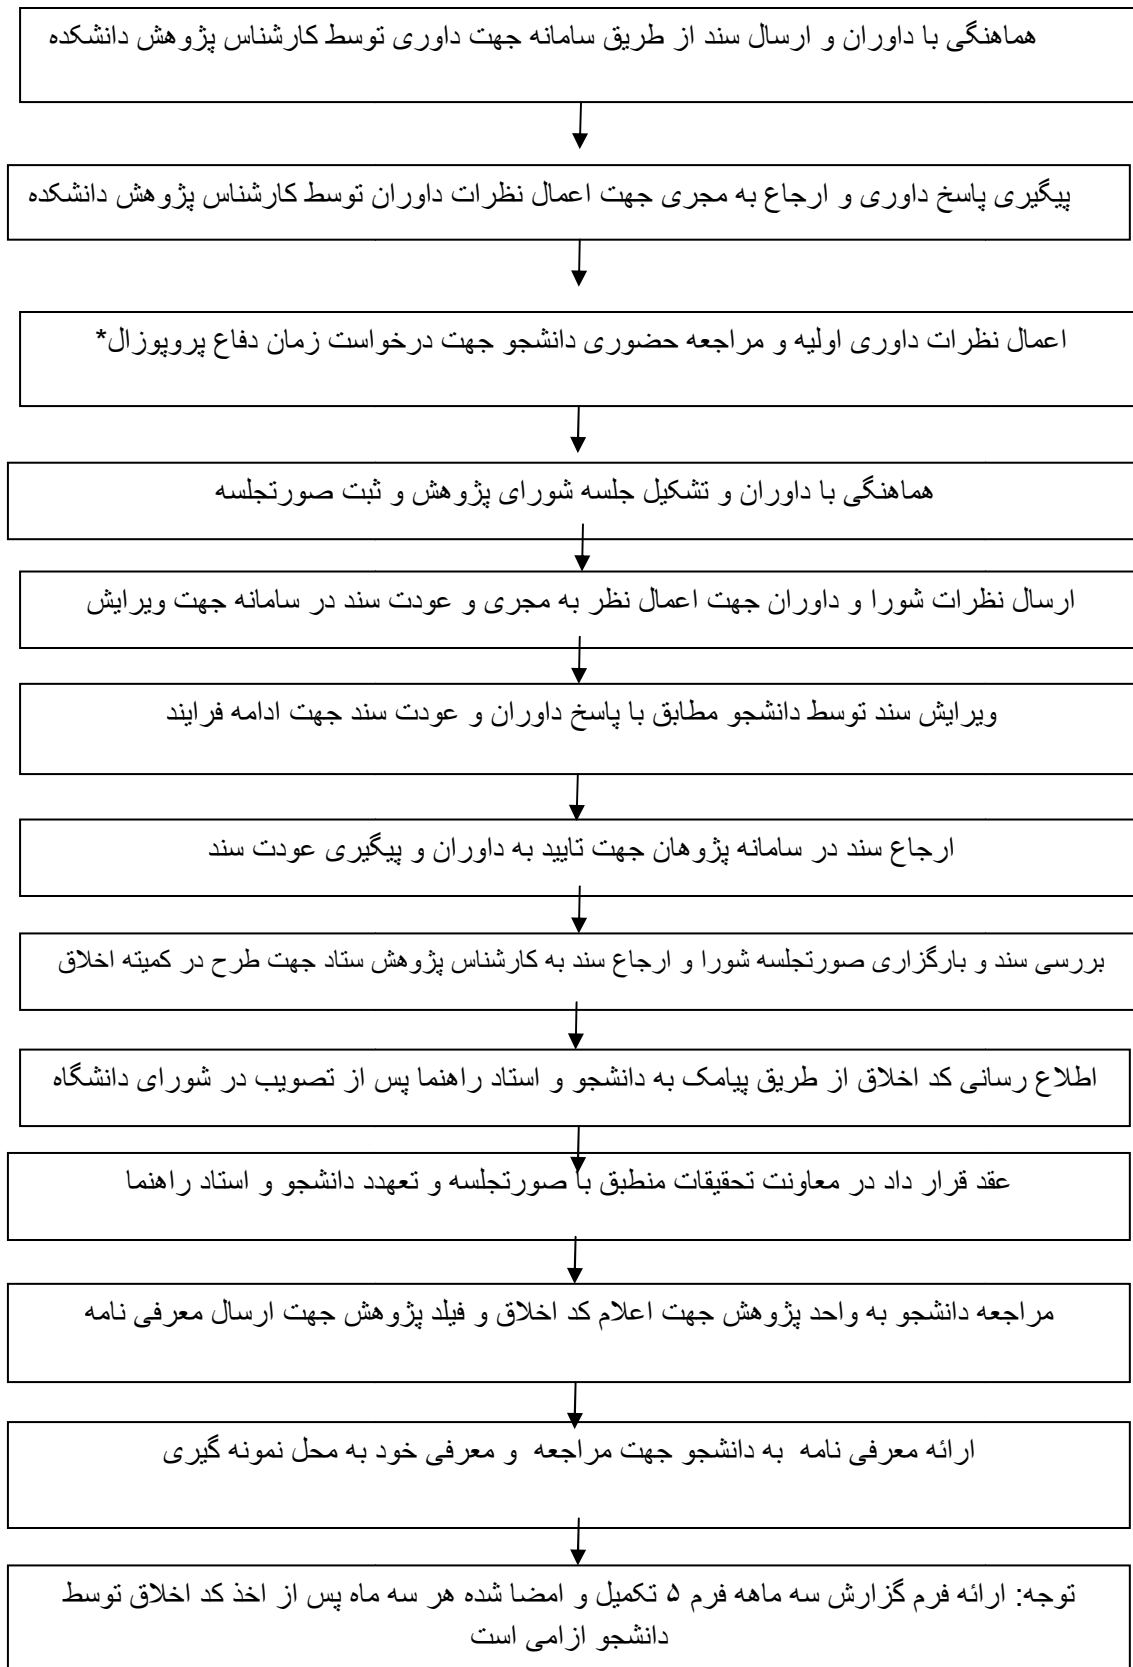 هماهنگی با داوران و ارسال سند از طریق سامانه جهت داوری توسط کارشناس پژوهش دانشکده
پیگیری پاسخ داوری و ارجاع به مجری جهت اعمال نظرات داوران توسط کارشناس پژوهش دانشکده
اعمال نظرات داوری اولیه و مراجعه حضوری دانشجو جهت درخواست زمان دفاع پروپوزال*
هماهنگی با داوران و تشکیل جلسه شورای پژوهش و ثبت صورتجلسه
ارسال نظرات شورا و داوران جهت اعمال نظر به مجری و عودت سند در سامانه جهت ویرایش
ویرایش سند توسط دانشجو مطابق با پاسخ داوران و عودت سند جهت ادامه فرایند
ارجاع سند در سامانه پژوهان جهت تایید به داوران و پیگیری عودت سند
بررسی سند و بارگزاری صورتجلسه شورا و ارجاع سند به کارشناس پژوهش ستاد جهت طرح در کمیته اخلاق
اطلاع رسانی کد اخلاق از طریق پیامک به دانشجو و استاد راهنما پس از تصویب در شورای دانشگاه
عقد قرار داد در معاونت تحقیقات منطبق با صورتجلسه و تعهدد دانشجو و استاد راهنما
مراجعه دانشجو به واحد پژوهش جهت اعلام کد اخلاق و فیلد پژوهش جهت ارسال معرفی نامه
ارائه معرفی نامه به دانشجو جهت مراجعه و معرفی خود به محل نمونه گیری
توجه: ارائه فرم گزارش سه ماهه فرم ۵ تکمیل و امضا شده هر سه ماه پس از اخذ کد اخلاق توسط
دانشجو ازامی است